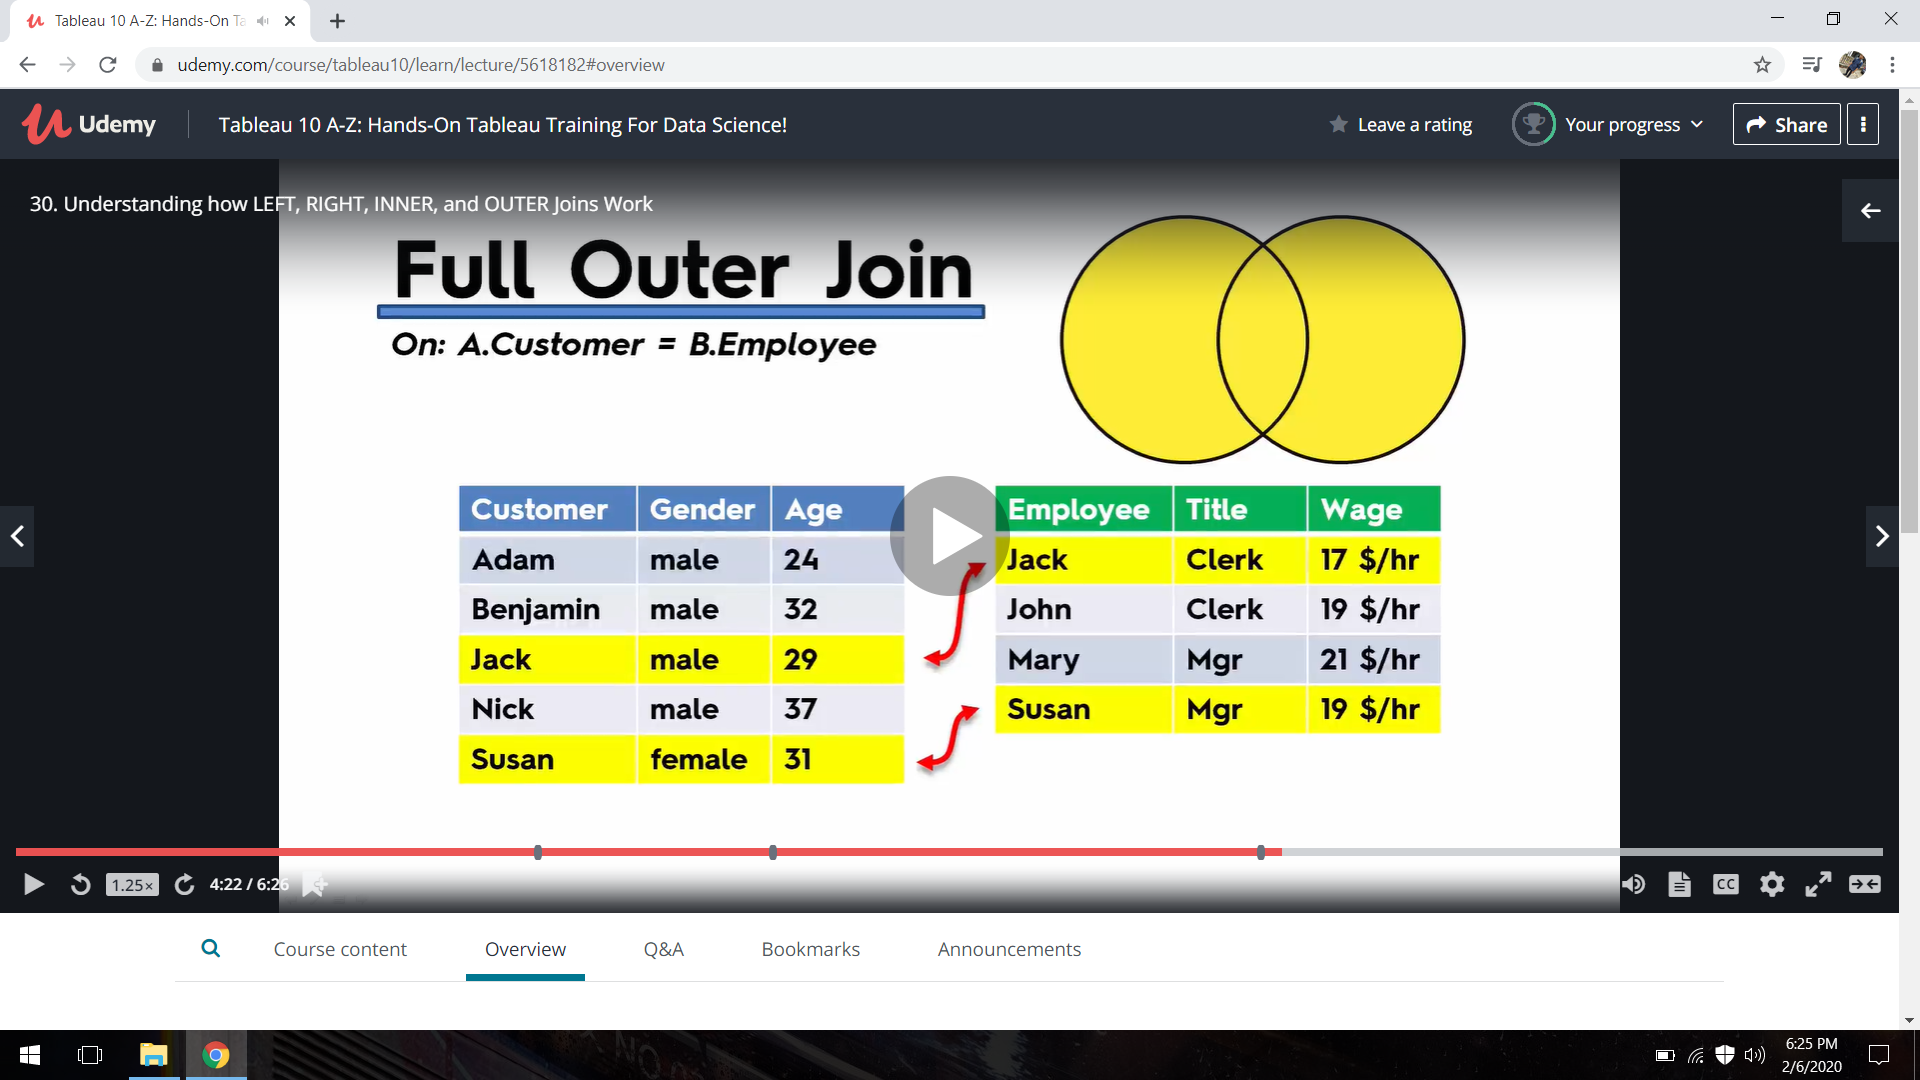 Tableau 10 A-Z: Hands-On Ta
udemy.com/course/tableau10/learn/lecture/5618182#overview
Udemy
Tableau 10 A-Z: Hands-On Tableau Training For Data Science!
Leave a rating
Your progress
Share
30. Understanding how LEFT, RIGHT, INNER, and OUTER Joins Work
Full Outer Join
On: A.Customer = B.Employee
Customer Gender Age
Employee Title Wage
Adam male 24
Jack Clerk 17 $/hr
Benjamin male 32
John Clerk 19 $/hr
Jack male 29
Mary Mgr 21 $/hr
Nick male 37
Susan Mgr 19 $/hr
Susan female 31
1.25×
4:22 / 6:26
CC
Course content
Overview
Q&A
Bookmarks
Announcements
6:25 PM
2/6/2020